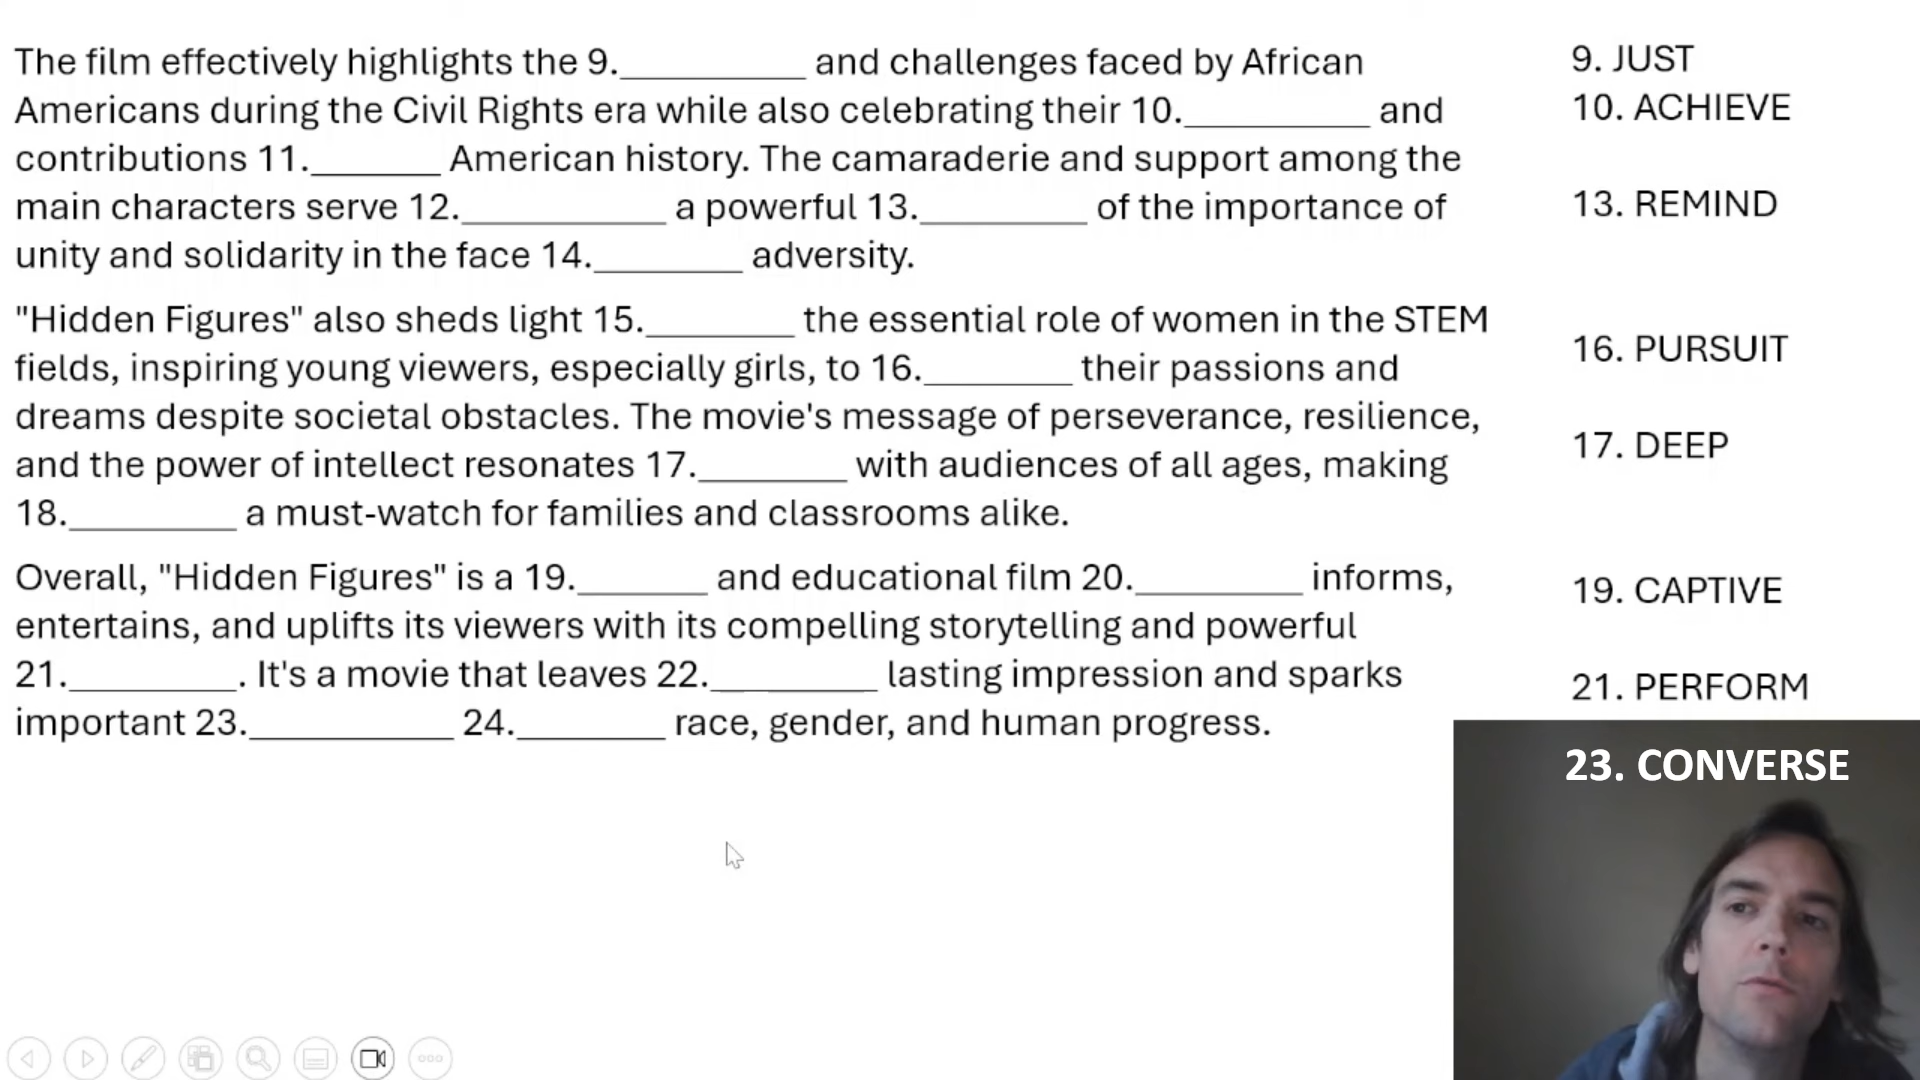 The film effectively highlights the 9.__________ and challenges faced by African
Americans during the Civil Rights era while also celebrating their 10.__________ and
contributions 11._______ American history. The camaraderie and support among the
main characters serve 12.___________ a powerful 13._________ of the importance of
unity and solidarity in the face 14.________ adversity.
"Hidden Figures" also sheds light 15.________ the essential role of women in the STEM
fields, inspiring young viewers, especially girls, to 16.________ their passions and
dreams despite societal obstacles. The movie's message of perseverance, resilience,
and the power of intellect resonates 17.________ with audiences of all ages, making
18._________ a must-watch for families and classrooms alike.
Overall, "Hidden Figures" is a 19._______ and educational film 20._________ informs,
entertains, and uplifts its viewers with its compelling storytelling and powerful
21._________. It's a movie that leaves 22._________ lasting impression and sparks
important 23.___________ 24.________ race, gender, and human progress.
9. JUST
10. ACHIEVE
13. REMIND
16. PURSUIT
17. DEEP
19. CAPTIVE
21. PERFORM
23. CONVERSE